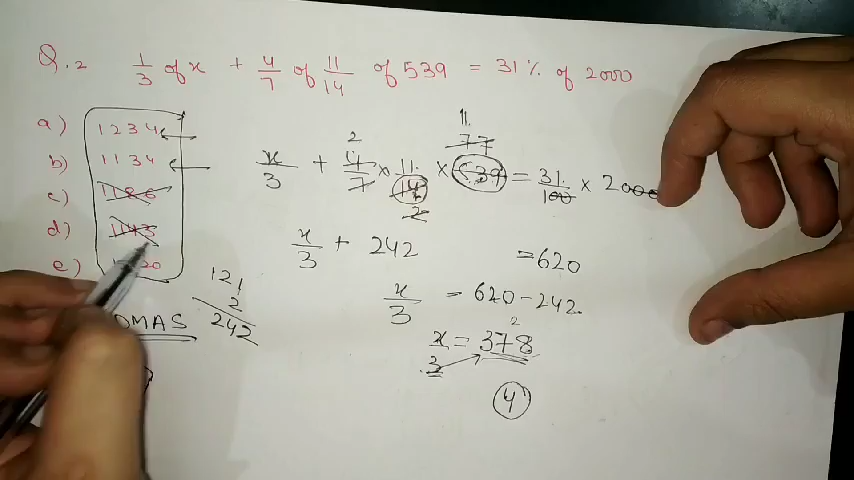 Q.2 1/3 of x + 4/7 of 11/14 of 539 = 31% of 2000
a) 1234
b) 1134
c)
d) 1143
e)
x/3 + 4/7 × 11/14 × 539 = 31/100 × 2000
2 11 77
2
x/3 + 242 = 620
x/3 = 620 - 242
x/3 = 378
2
4
121
2
242
OMAS